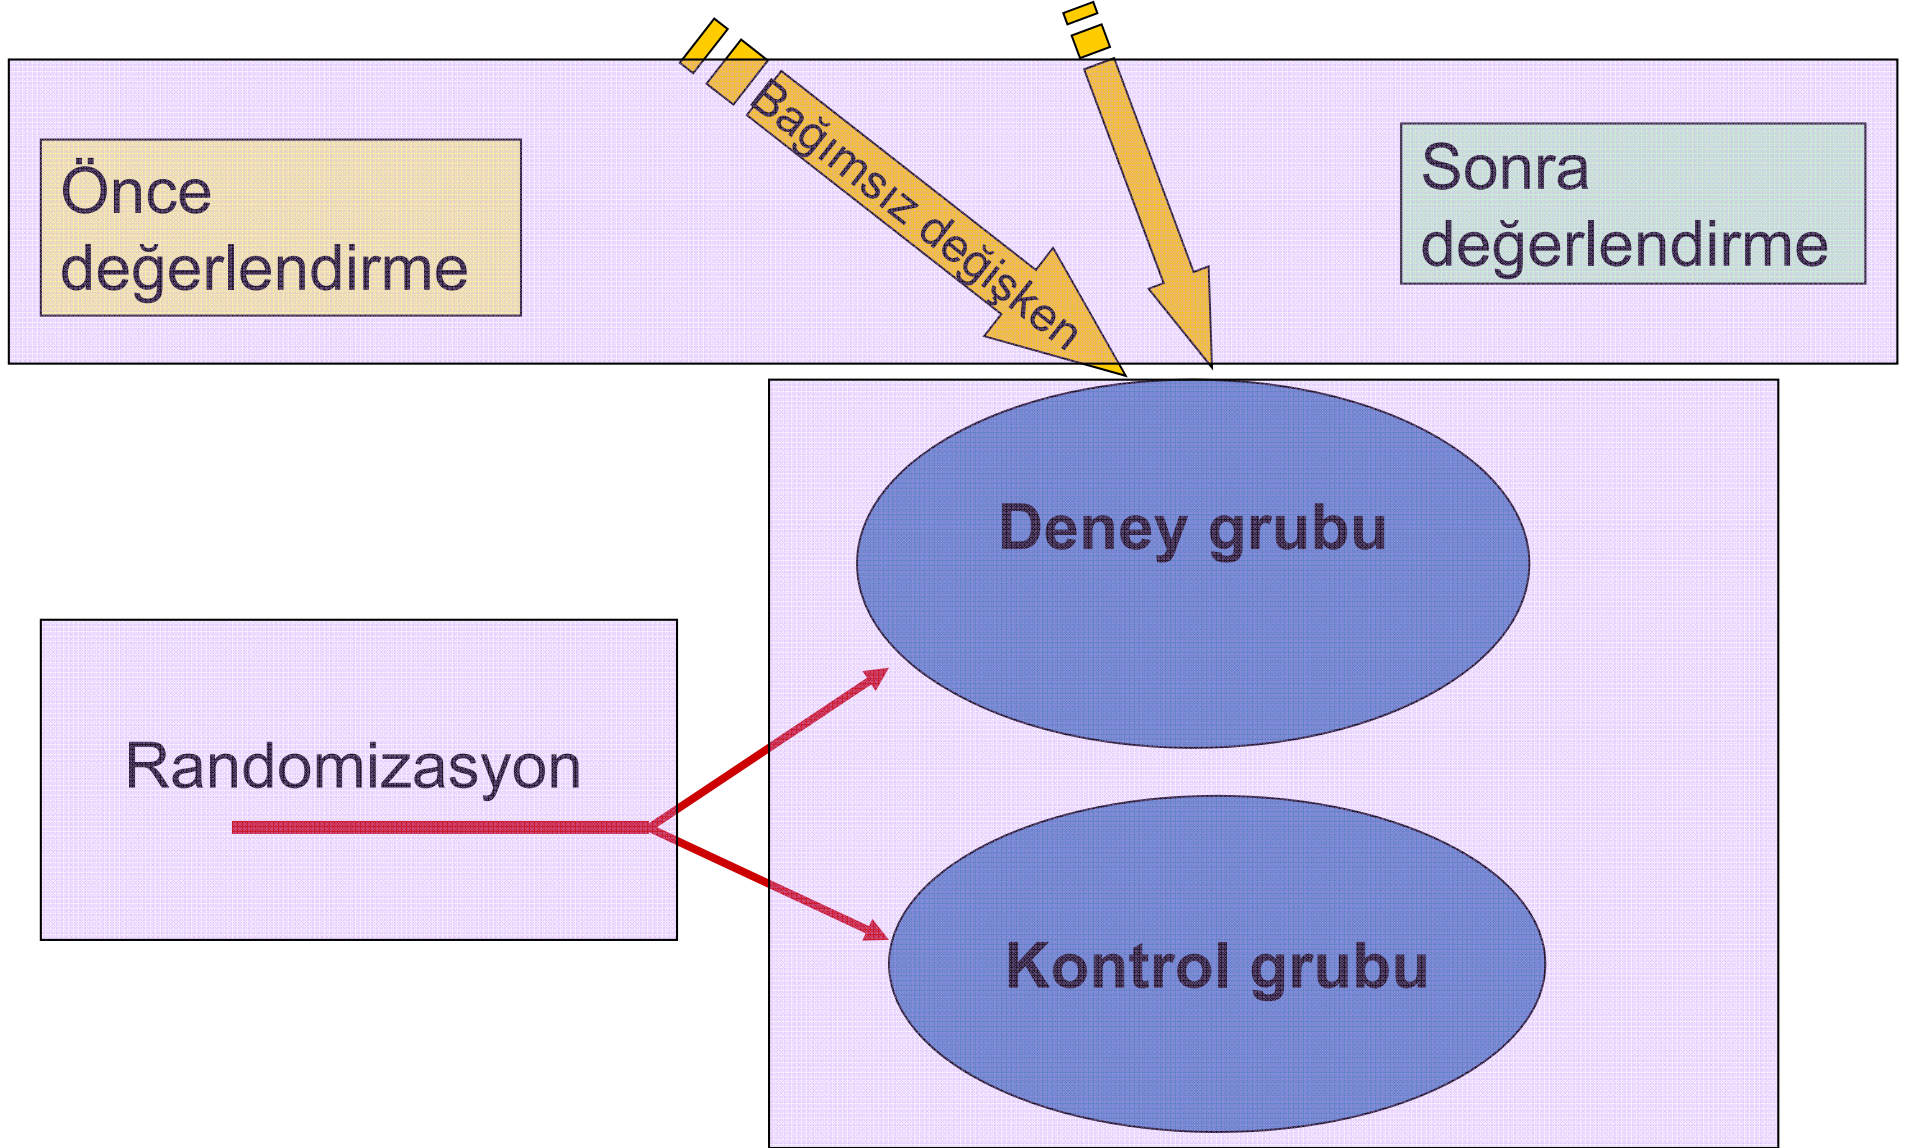 Önce
değerlendirme
Bağımsız değişken
Sonra
değerlendirme
Deney grubu
Randomizasyon
Kontrol grubu